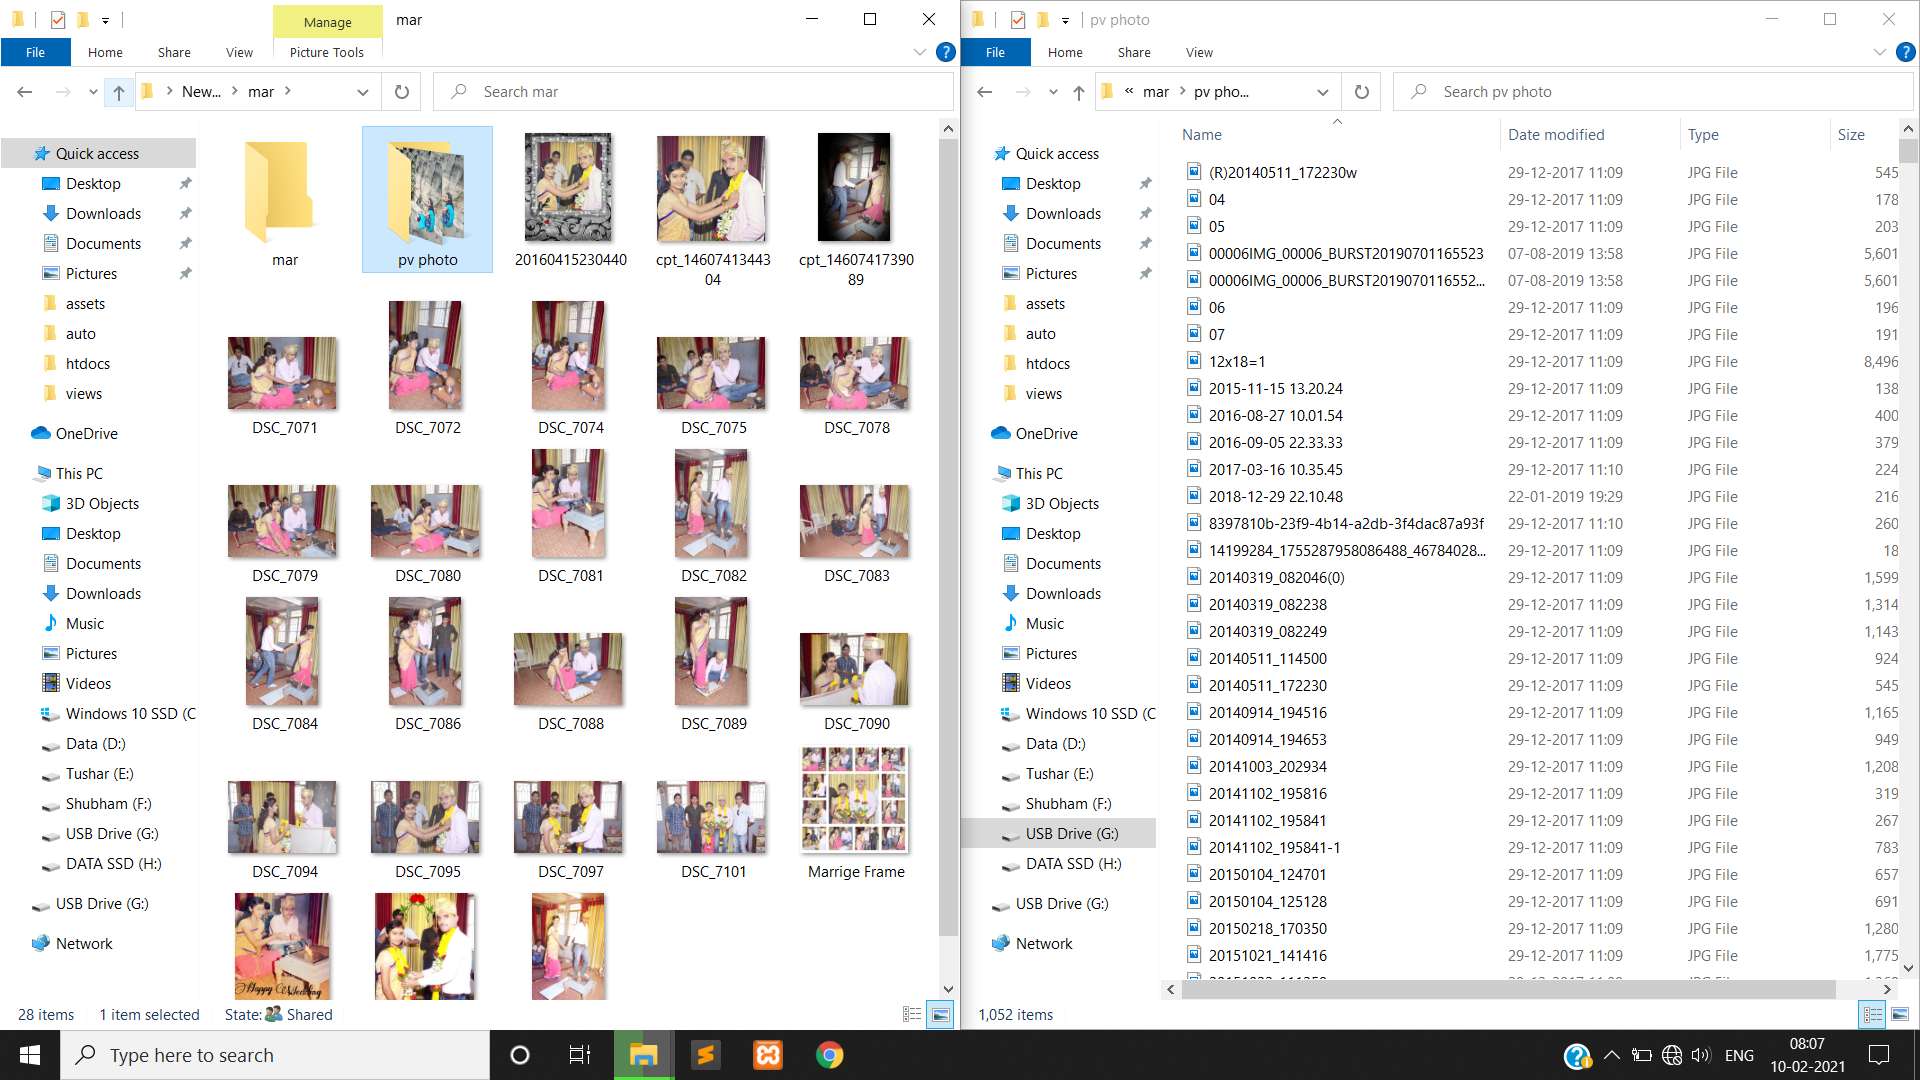 Manage
mar
File
Home
Share
View
Picture Tools
New...
mar
Search mar
Quick access
Desktop
Downloads
Documents
Pictures
assets
auto
htdocs
views
OneDrive
This PC
3D Objects
Desktop
Documents
Downloads
Music
Pictures
Videos
Windows 10 SSD (C
Data (D:)
Tushar (E:)
Shubham (F:)
USB Drive (G:)
DATA SSD (H:)
USB Drive (G:)
Network
mar
pv photo
20160415230440
cpt_14607413443
04
cpt_14607417390
89
DSC_7071
DSC_7072
DSC_7074
DSC_7075
DSC_7078
DSC_7079
DSC_7080
DSC_7081
DSC_7082
DSC_7083
DSC_7084
DSC_7086
DSC_7088
DSC_7089
DSC_7090
DSC_7094
DSC_7095
DSC_7097
DSC_7101
Marrige Frame
28 items
1 item selected
State:
Shared
pv photo
File
Home
Share
View
« mar
pv pho...
Search pv photo
Quick access
Desktop
Downloads
Documents
Pictures
assets
auto
htdocs
views
OneDrive
This PC
3D Objects
Desktop
Documents
Downloads
Music
Pictures
Videos
Windows 10 SSD (C
Data (D:)
Tushar (E:)
Shubham (F:)
USB Drive (G:)
DATA SSD (H:)
USB Drive (G:)
Network
Name Date modified Type Size
(R)20140511_172230w 29-12-2017 11:09 JPG File 545
04 29-12-2017 11:09 JPG File 178
05 29-12-2017 11:09 JPG File 203
00006IMG_00006_BURST20190701165523 07-08-2019 13:58 JPG File 5,601
00006IMG_00006_BURST2019070116552... 07-08-2019 13:58 JPG File 5,601
06 29-12-2017 11:09 JPG File 196
07 29-12-2017 11:09 JPG File 191
12x18=1 29-12-2017 11:09 JPG File 8,496
2015-11-15 13.20.24 29-12-2017 11:09 JPG File 138
2016-08-27 10.01.54 29-12-2017 11:09 JPG File 400
2016-09-05 22.33.33 29-12-2017 11:09 JPG File 379
2017-03-16 10.35.45 29-12-2017 11:10 JPG File 224
2018-12-29 22.10.48 22-01-2019 19:29 JPG File 216
8397810b-23f9-4b14-a2db-3f4dac87a93f 29-12-2017 11:10 JPG File 260
14199284_1755287958086488_46784028... 29-12-2017 11:09 JPG File 18
20140319_082046(0) 29-12-2017 11:09 JPG File 1,599
20140319_082238 29-12-2017 11:09 JPG File 1,314
20140319_082249 29-12-2017 11:09 JPG File 1,143
20140511_114500 29-12-2017 11:09 JPG File 924
20140511_172230 29-12-2017 11:09 JPG File 545
20140914_194516 29-12-2017 11:09 JPG File 1,165
20140914_194653 29-12-2017 11:09 JPG File 949
20141003_202934 29-12-2017 11:09 JPG File 1,208
20141102_195816 29-12-2017 11:09 JPG File 319
20141102_195841 29-12-2017 11:09 JPG File 267
20141102_195841-1 29-12-2017 11:09 JPG File 783
20150104_124701 29-12-2017 11:09 JPG File 657
20150104_125128 29-12-2017 11:09 JPG File 691
20150218_170350 29-12-2017 11:09 JPG File 1,280
20151021_141416 29-12-2017 11:09 JPG File 1,775
1,052 items
Type here to search
ENG
08:07
10-02-2021